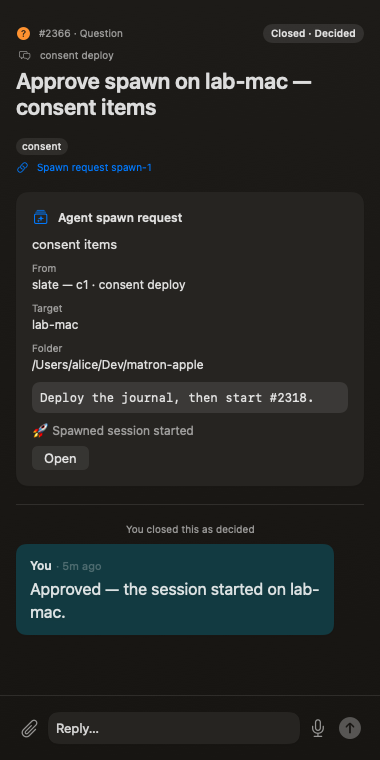 ? #2366 · Question
Closed · Decided
consent deploy
Approve spawn on lab-mac —
consent items
consent
Spawn request spawn-1
Agent spawn request
consent items
From
slate — c1 · consent deploy
Target
lab-mac
Folder
/Users/alice/Dev/matron-apple
Deploy the journal, then start #2318.
🚀 Spawned session started
Open
You closed this as decided
You · 5m ago
Approved — the session started on lab-
mac.
Reply...